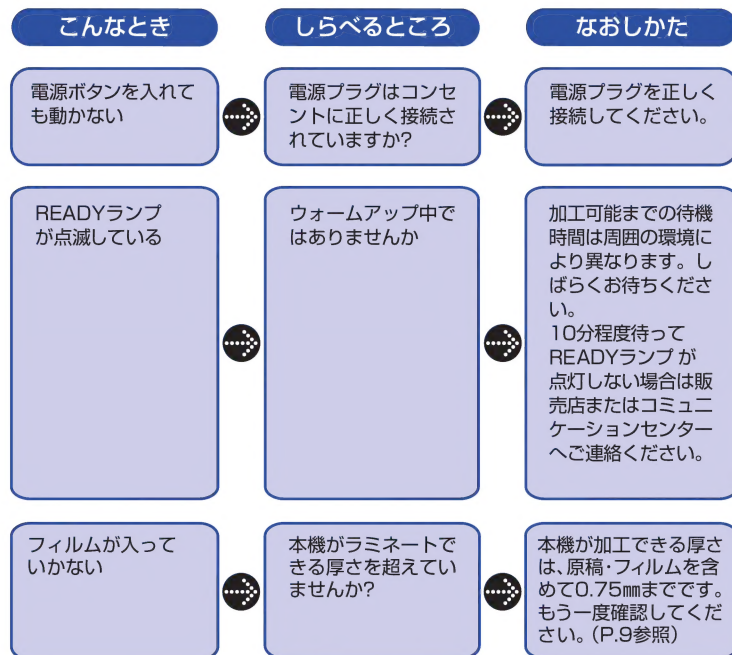 こんなとき
しらべるところ
なおしかた
電源ボタンを入れて
も動かない
電源プラグはコンセ
ントに正しく接続さ
れていますか?
電源プラグを正しく
接続してください。
READYランプ
が点滅している
ウォームアップ中で
はありませんか
加工可能までの待機
時間は周囲の環境に
より異なります。し
ばらくお待ちくださ
い。
10分程度待って
READYランプ が
点灯しない場合は販
売店またはコミュニ
ケーションセンター
へご連絡ください。
フィルムが入って
いかない
本機がラミネートで
きる厚さを超えてい
ませんか?
本機が加工できる厚さ
は、原稿・フィルムを含
めて0.75㎜までです。
もう一度確認してくだ
さい。(P.9参照)